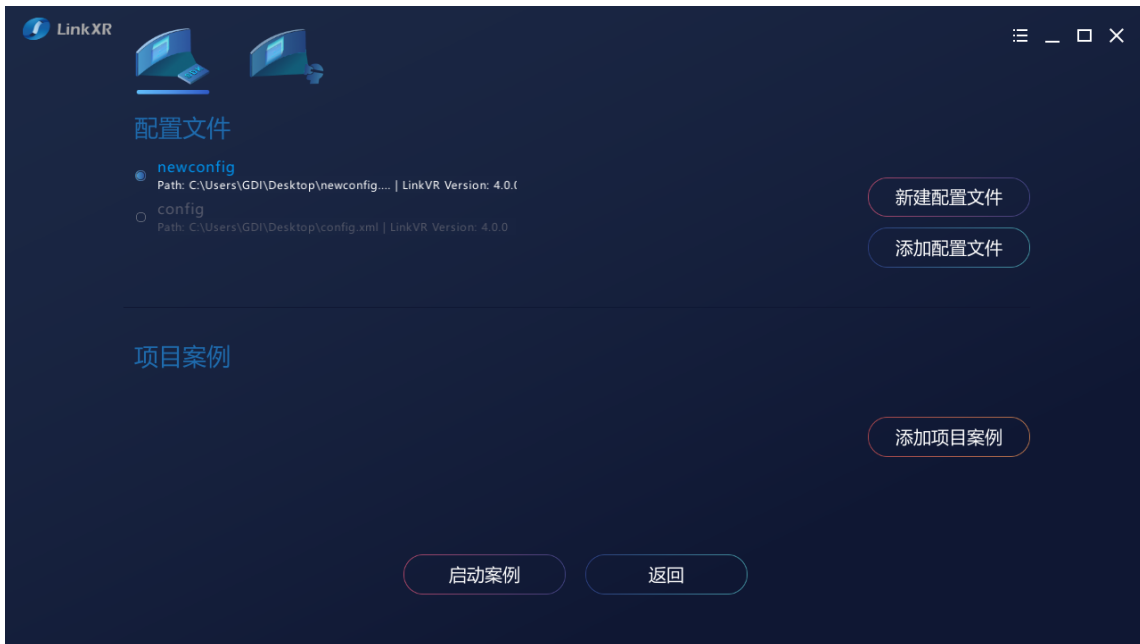 LinkXR
配置文件
newconfig
Path: C:\Users\GDI\Desktop\newconfig.... | LinkVR Version: 4.0.(
新建配置文件
config
Path: C:\Users\GDI\Desktop\config.xml | LinkVR Version: 4.0.0
添加配置文件
项目案例
添加项目案例
启动案例
返回